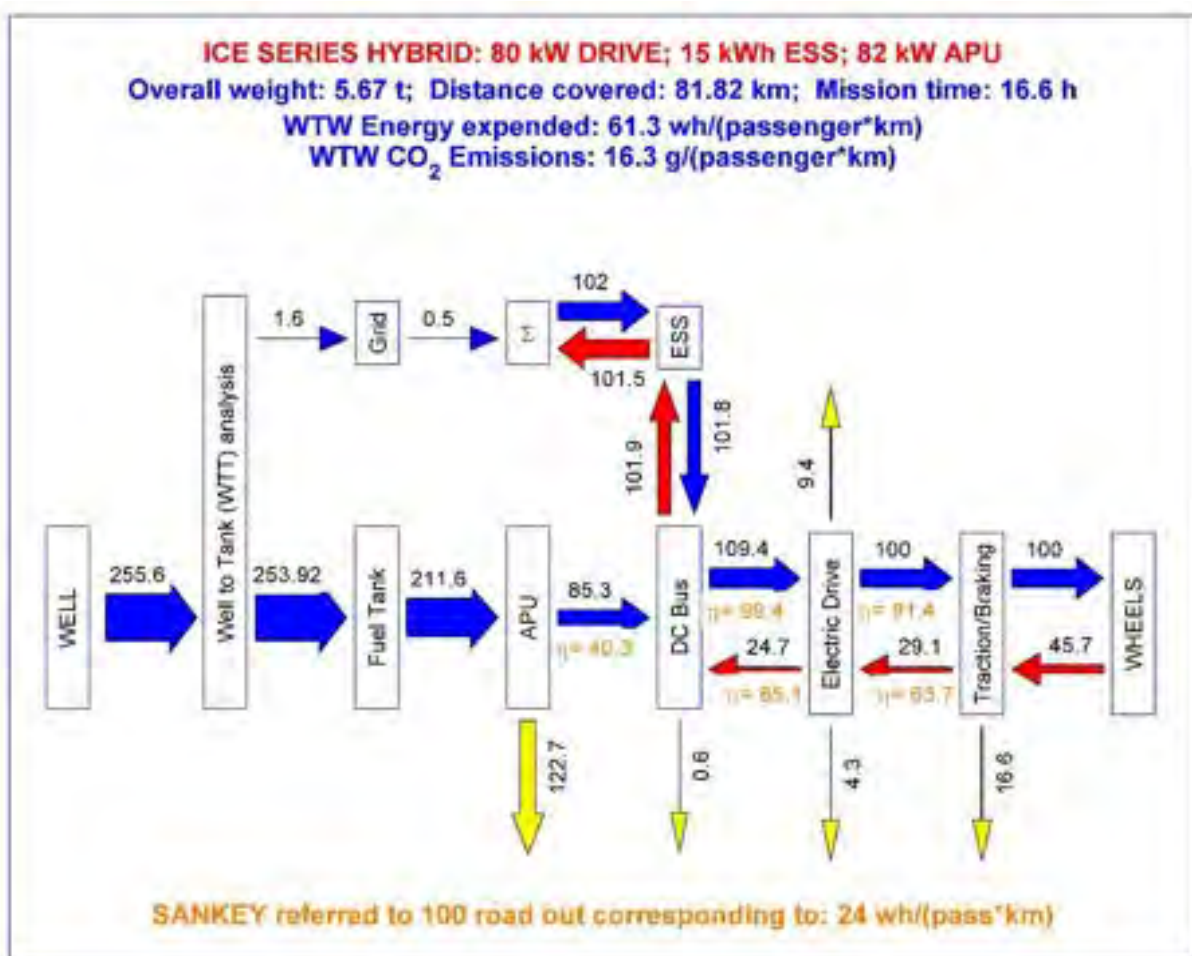 ICE SERIES HYBRID: 80 kW DRIVE; 15 kWh ESS; 82 kW APU
Overall weight: 5.67 t; Distance covered: 81.82 km; Mission time: 16.6 h
WTW Energy expended: 61.3 wh/(passenger*km)
WTW CO2 Emissions: 16.3 g/(passenger*km)
102
1.6
Grid
0.5
Σ
ESS
101.5
Well to Tank (WTT) analysis
101.9
101.8
9.4
WELL
255.6
253.92
Fuel Tank
211.6
APU
85.3
η= 40.3
DC Bus
109.4
η= 99.4
24.7
η= 85.1
Electric Drive
100
η= 91.4
29.1
η= 63.7
Traction/Braking
100
45.7
WHEELS
122.7
0.6
4.3
16.6
SANKEY referred to 100 road out corresponding to: 24 wh/(pass*km)